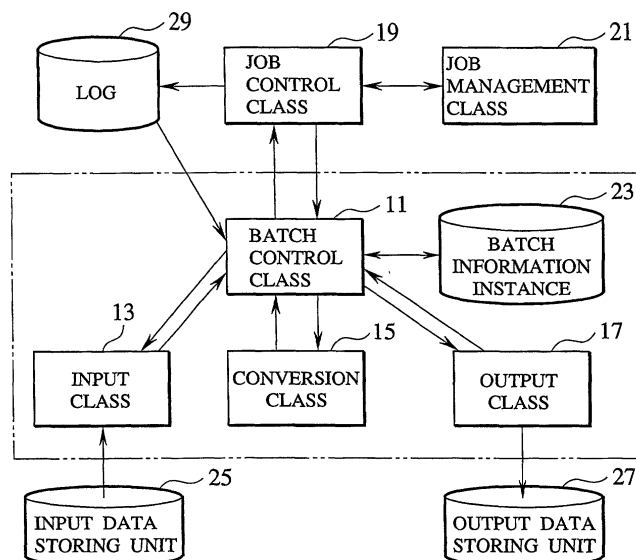 29
LOG
19
JOB
CONTROL
CLASS
21
JOB
MANAGEMENT
CLASS
11
BATCH
CONTROL
CLASS
23
BATCH
INFORMATION
INSTANCE
13
INPUT
CLASS
15
CONVERSION
CLASS
17
OUTPUT
CLASS
25
INPUT DATA
STORING UNIT
27
OUTPUT DATA
STORING UNIT